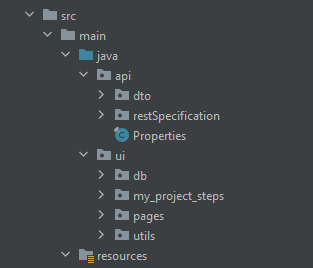 src
main
java
api
dto
restSpecification
Properties
ui
db
my_project_steps
pages
utils
resources